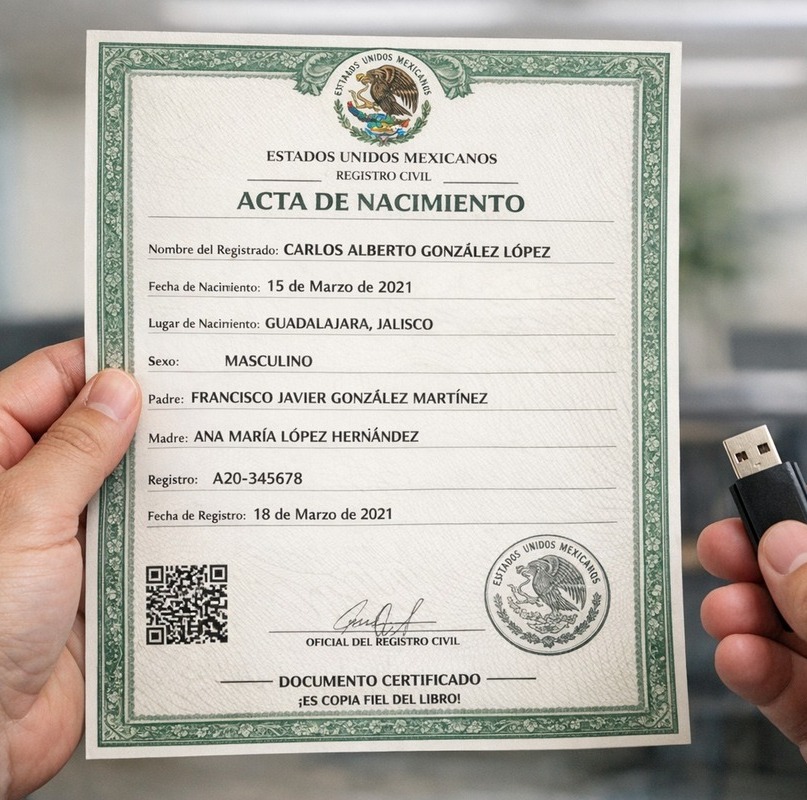 ESTADOS UNIDOS MEXICANOS
ESTADOS UNIDOS MEXICANOS
REGISTRO CIVIL
ACTA DE NACIMIENTO
Nombre del Registrado: CARLOS ALBERTO GONZÁLEZ LÓPEZ
Fecha de Nacimiento: 15 de Marzo de 2021
Lugar de Nacimiento: GUADALAJARA, JALISCO
Sexo: MASCULINO
Padre: FRANCISCO JAVIER GONZÁLEZ MARTÍNEZ
Madre: ANA MARÍA LÓPEZ HERNÁNDEZ
Registro: A20-345678
Fecha de Registro: 18 de Marzo de 2021
ESTADOS UNIDOS MEXICANOS
OFICIAL DEL REGISTRO CIVIL
DOCUMENTO CERTIFICADO
¡ES COPIA FIEL DEL LIBRO!